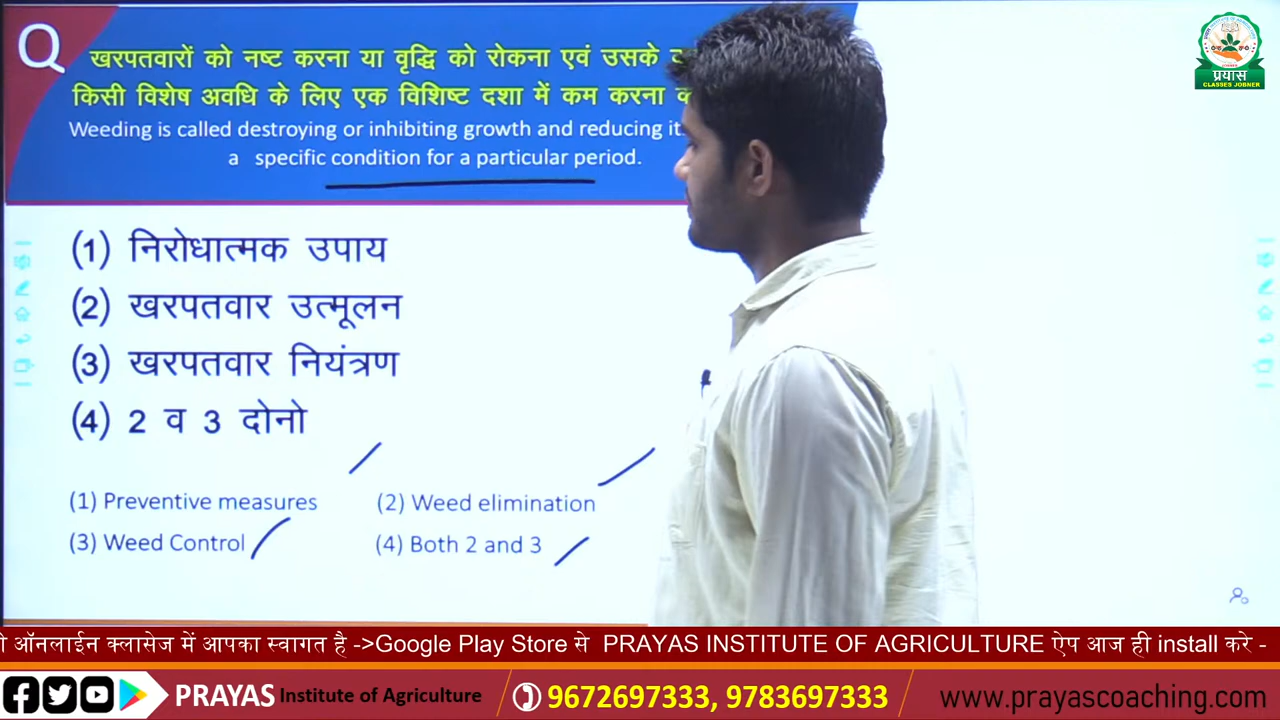 Q
खरपतवारों को नष्ट करना या वृद्धि को रोकना एवं उसके
किसी विशेष अवधि के लिए एक विशिष्ट दशा में कम करना
Weeding is called destroying or inhibiting growth and reducing
a specific condition for a particular period.
(1) निरोधात्मक उपाय
(2) खरपतवार उत्मूलन
(3) खरपतवार नियंत्रण
(4) 2 व 3 दोनो
(1) Preventive measures (2) Weed elimination
(3) Weed Control (4) Both 2 and 3
प्रयास
CLASSES JOBNER
ऑनलाईन क्लासेज में आपका स्वागत है ->Google Play Store से PRAYAS INSTITUTE OF AGRICULTURE ऐप आज ही install करे -
PRAYAS Institute of Agriculture 9672697333, 9783697333 www.prayascoaching.com